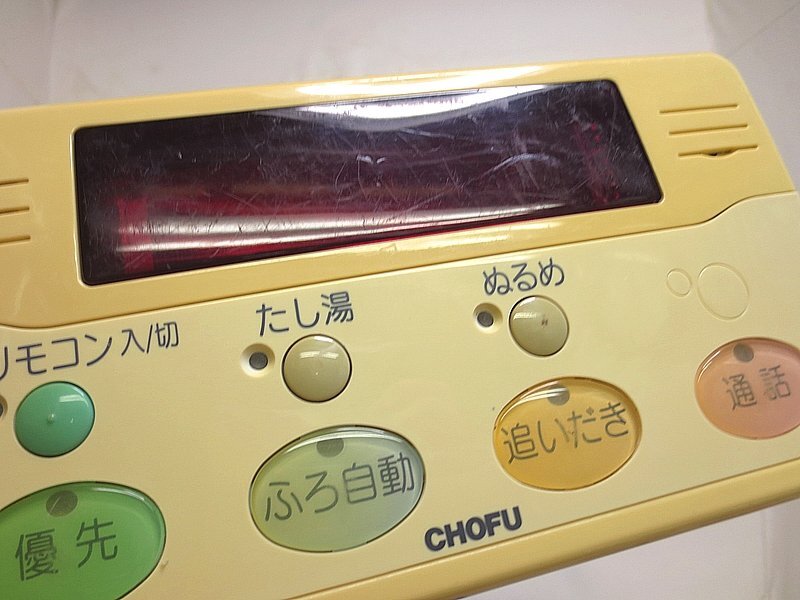 リモコン入/切
たし湯
ぬるめ
優先
ふろ自動
追いだき
通話
CHOFU